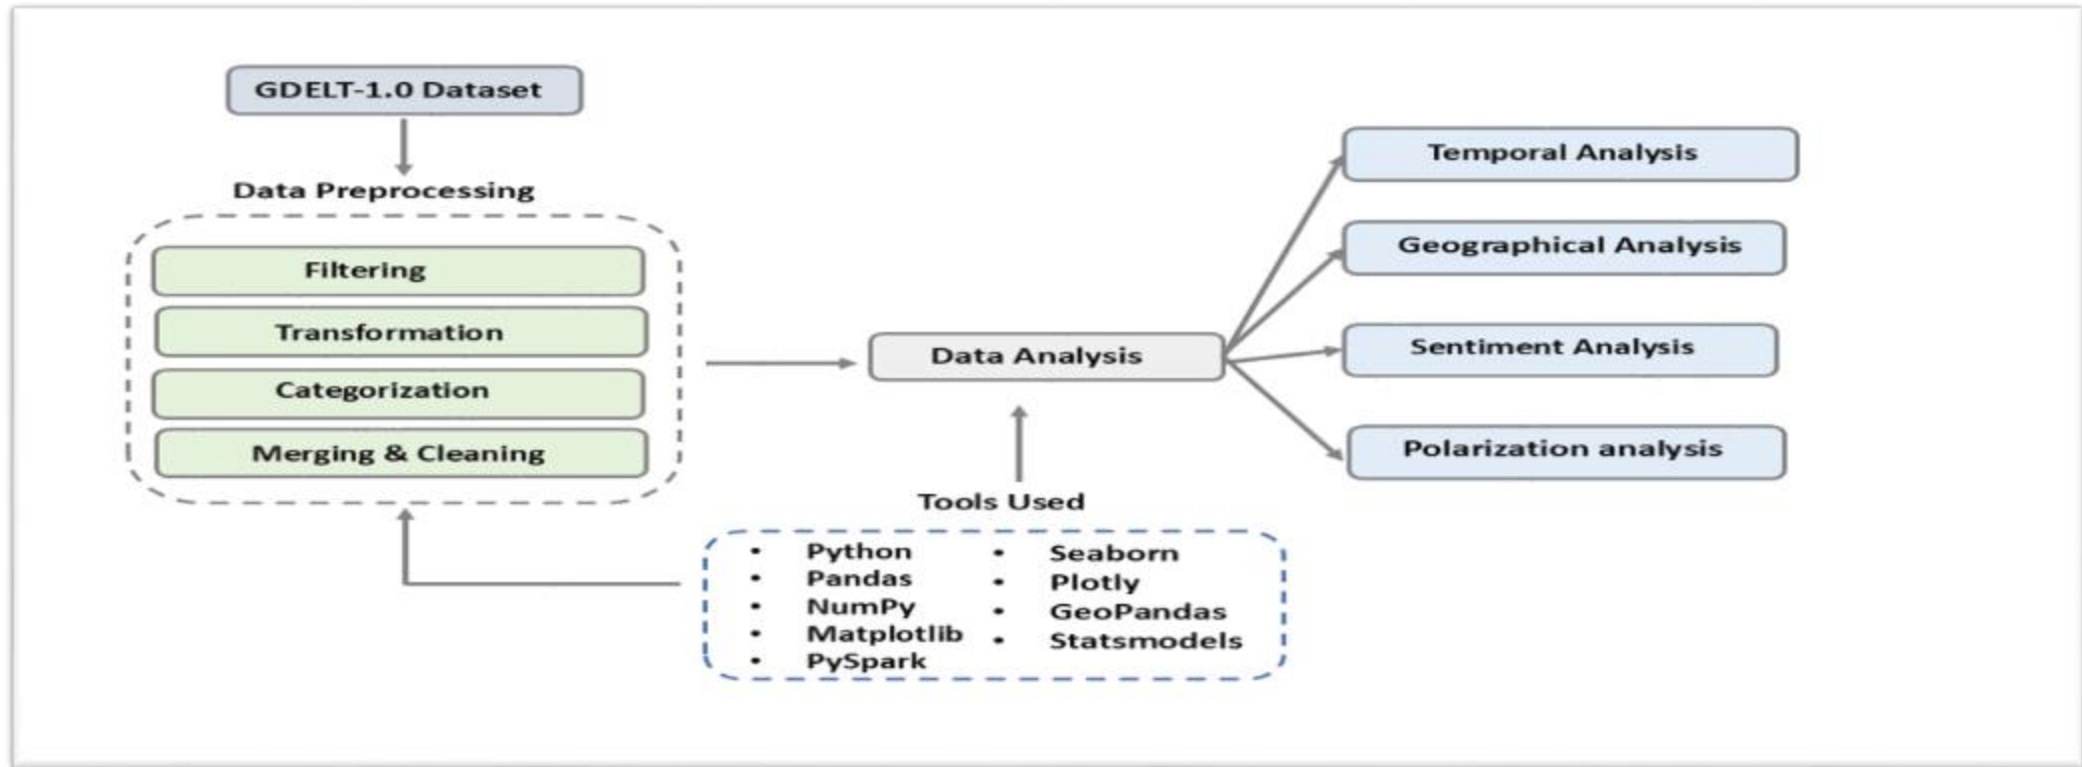 GDELT-1.0 Dataset
Data Preprocessing
Filtering
Transformation
Categorization
Merging & Cleaning
Data Analysis
Tools Used
• Python
• Pandas
• NumPy
• Matplotlib
• PySpark
• Seaborn
• Plotly
• GeoPandas
• Statsmodels
Temporal Analysis
Geographical Analysis
Sentiment Analysis
Polarization analysis